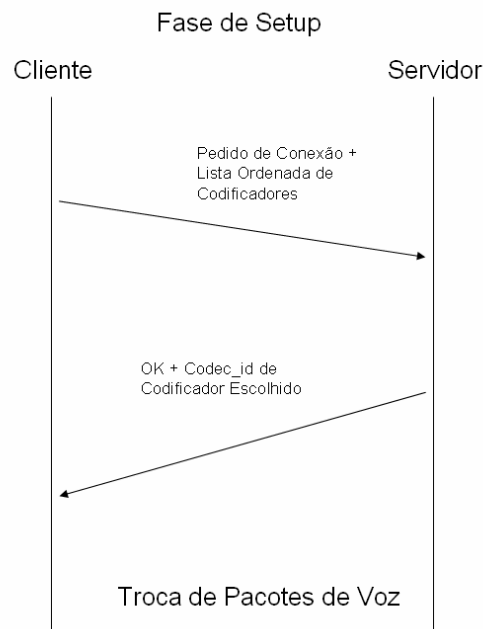 Fase de Setup
Cliente
Servidor
Pedido de Conexão +
Lista Ordenada de
Codificadores
OK + Codec_id de
Codificador Escolhido
Troca de Pacotes de Voz